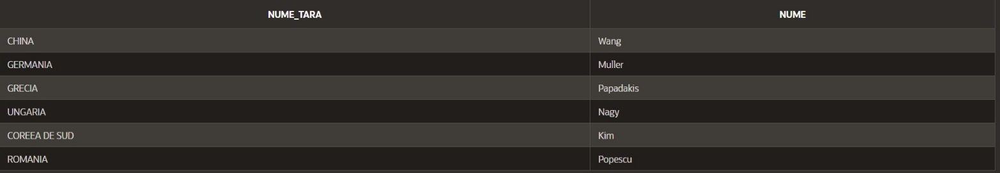 NUME_TARA NUME
CHINA Wang
GERMANIA Muller
GRECIA Papadakis
UNGARIA Nagy
COREEA DE SUD Kim
ROMANIA Popescu